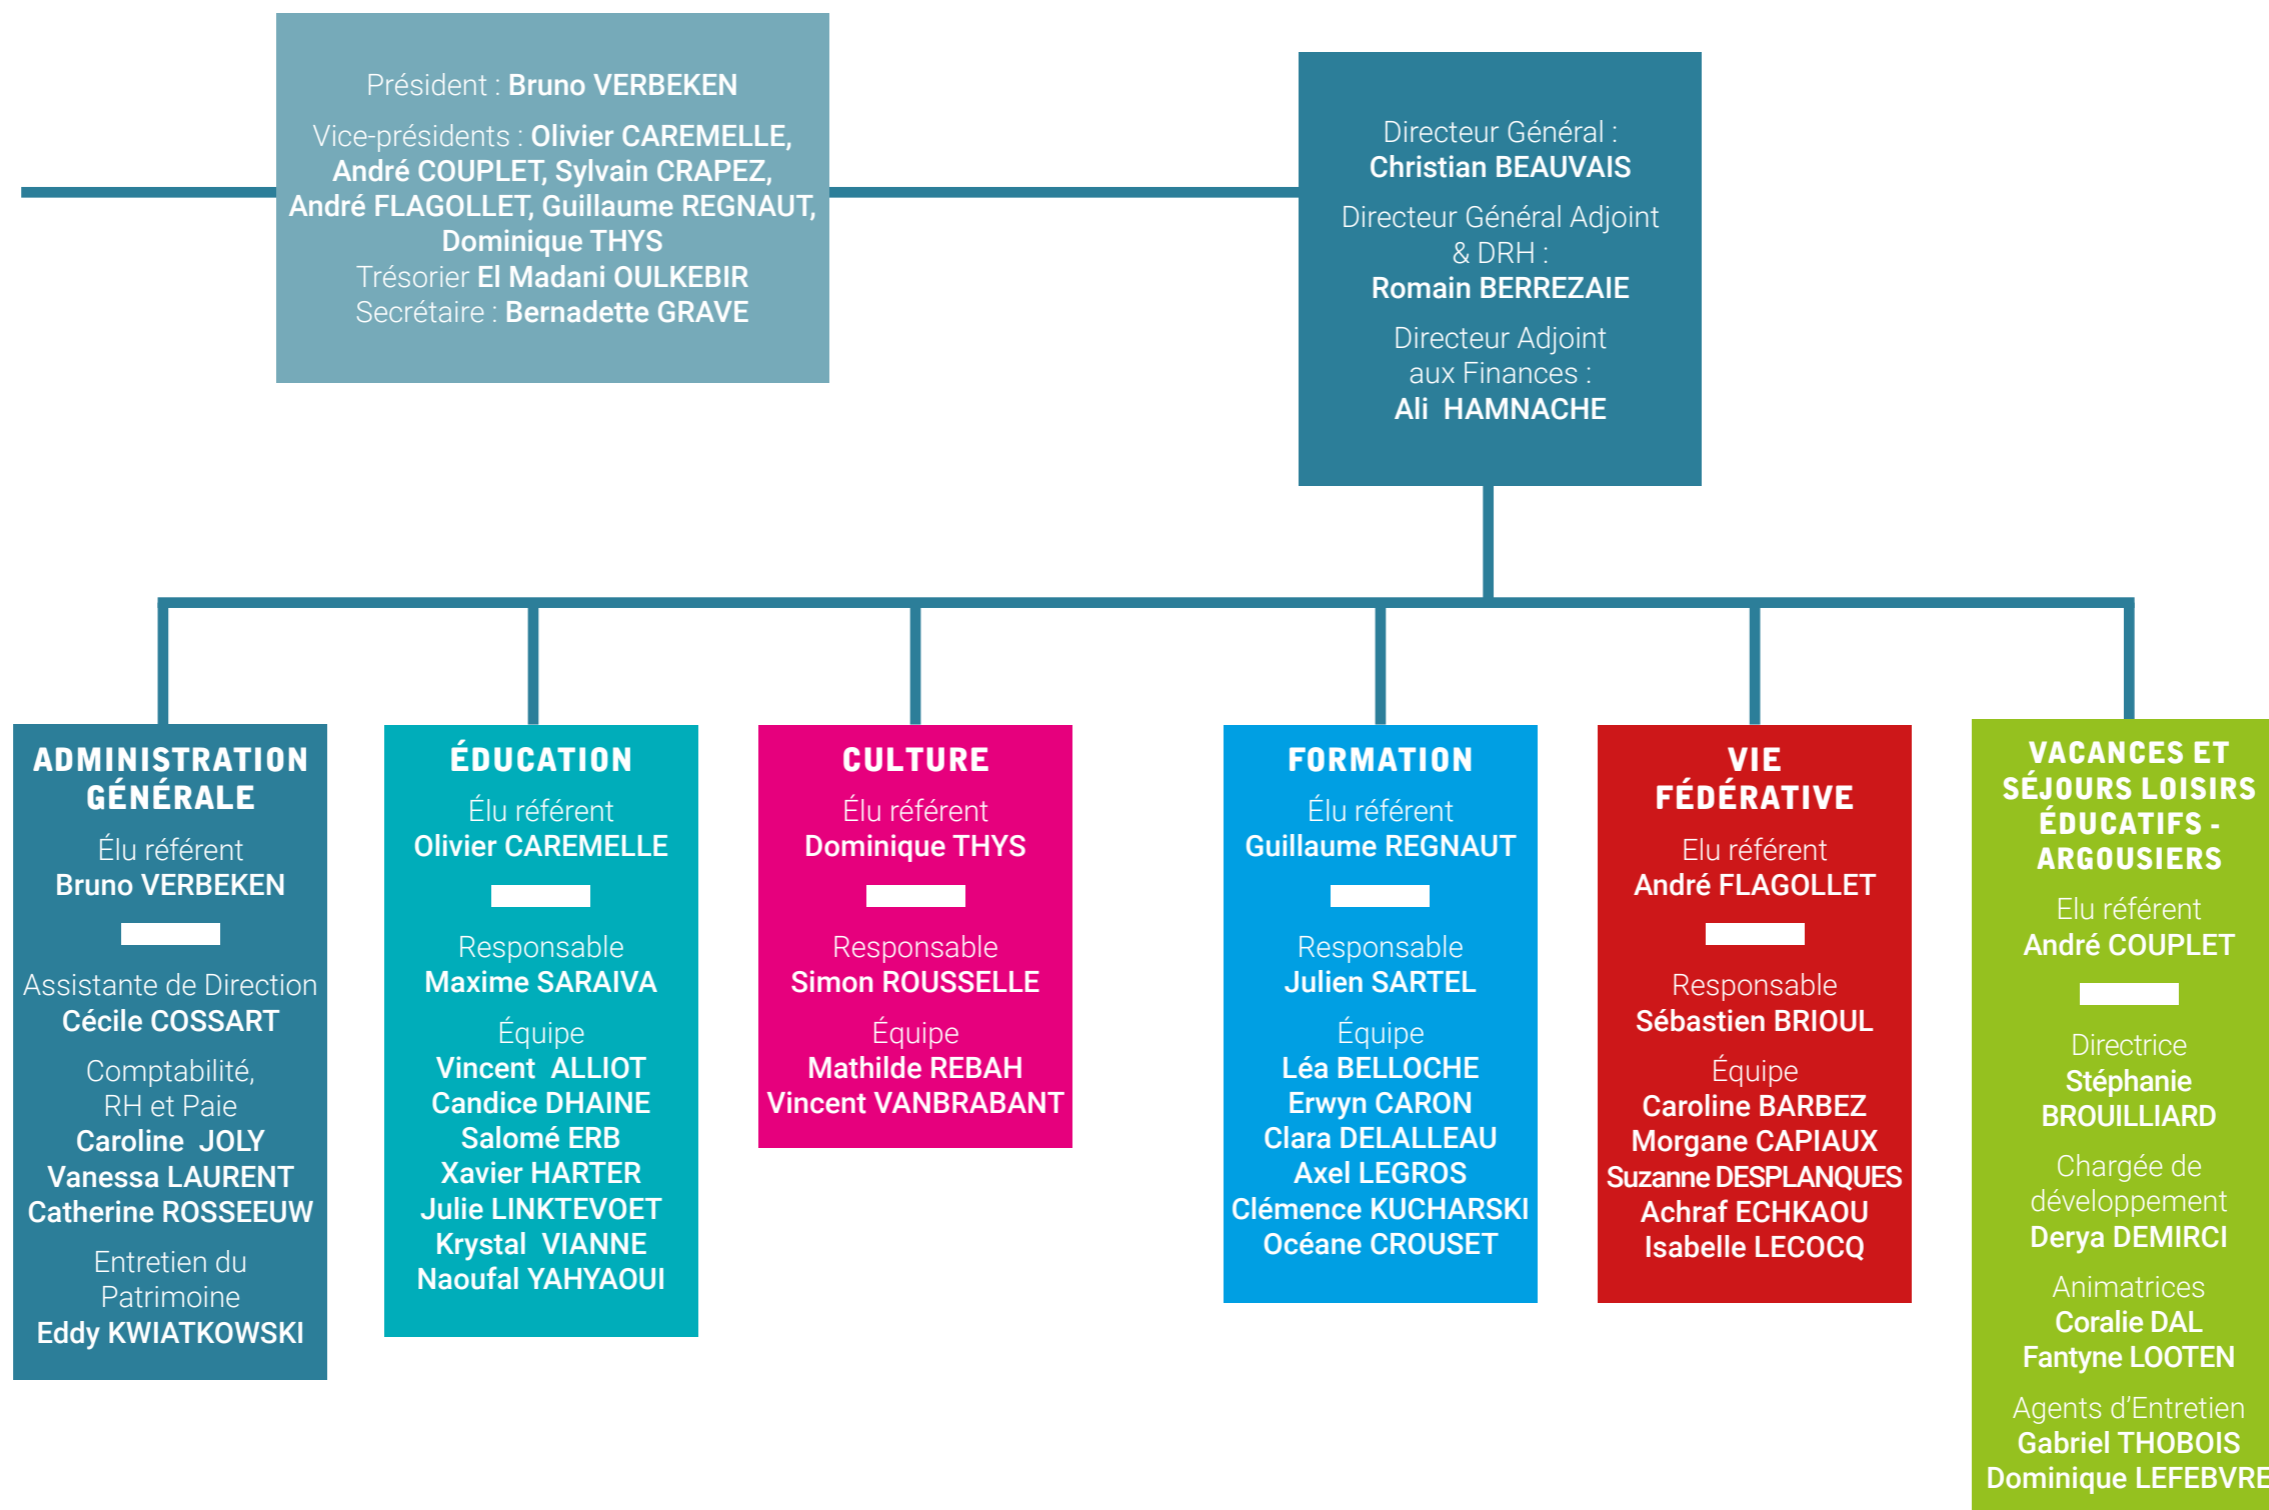 Président : Bruno VERBEKEN
Vice-présidents : Olivier CAREMELLE,
André COUPLET, Sylvain CRAPEZ,
André FLAGOLLET, Guillaume REGNAUT,
Dominique THYS
Trésorier El Madani OULKEBIR
Secrétaire : Bernadette GRAVE
Directeur Général :
Christian BEAUVAIS
Directeur Général Adjoint
& DRH :
Romain BERREZAIE
Directeur Adjoint
aux Finances :
Ali HAMNACHE
ADMINISTRATION
GÉNÉRALE
Élu référent
Bruno VERBEKEN
Assistante de Direction
Cécile COSSART
Comptabilité,
RH et Paie
Caroline JOLY
Vanessa LAURENT
Catherine ROSSEEUW
Entretien du
Patrimoine
Eddy KWIATKOWSKI
ÉDUCATION
Élu référent
Olivier CAREMELLE
Responsable
Maxime SARAIVA
Équipe
Vincent ALLIOT
Candice DHAINE
Salomé ERB
Xavier HARTER
Julie LINKTEVOET
Krystal VIANNE
Naoufal YAHYAOUI
CULTURE
Élu référent
Dominique THYS
Responsable
Simon ROUSSELLE
Équipe
Mathilde REBAH
Vincent VANBRABANT
FORMATION
Élu référent
Guillaume REGNAUT
Responsable
Julien SARTEL
Équipe
Léa BELLOCHE
Erwyn CARON
Clara DELALLEAU
Axel LEGROS
Clémence KUCHARSKI
Océane CROUSET
VIE
FÉDÉRATIVE
Elu référent
André FLAGOLLET
Responsable
Sébastien BRIOUL
Équipe
Caroline BARBEZ
Morgane CAPIAUX
Suzanne DESPLANQUES
Achraf ECHKAOU
Isabelle LECOCQ
VACANCES ET
SÉJOURS LOISIRS
ÉDUCATIFS -
ARGOUSIERS
Elu référent
André COUPLET
Directrice
Stéphanie
BROUILLIARD
Chargée de
développement
Derya DEMIRCI
Animatrices
Coralie DAL
Fantyne LOOTEN
Agents d'Entretien
Gabriel THOBOIS
Dominique LEFEBVRE